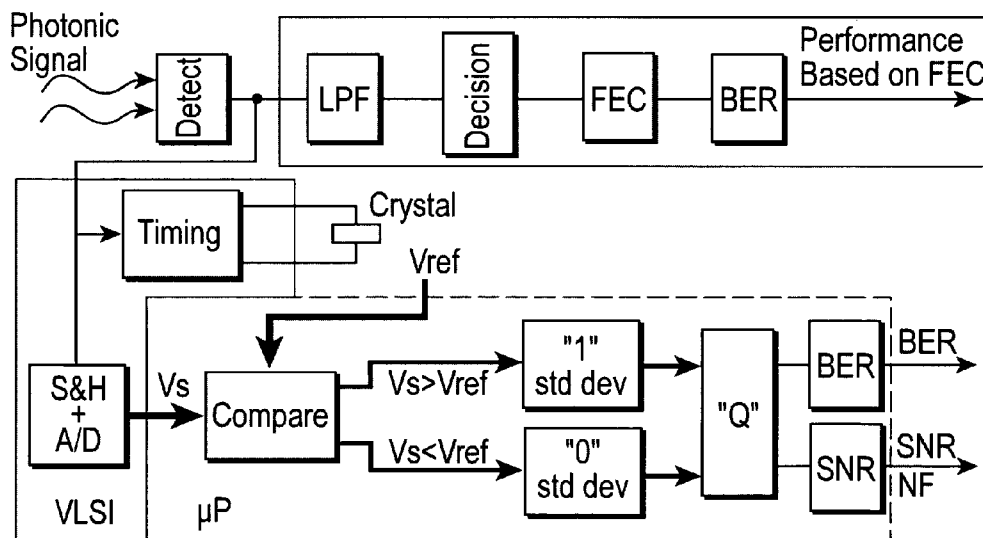 Photonic
Signal
Detect
LPF
Decision
FEC
BER
Performance
Based on FEC
Timing
Crystal
Vref
S&H
+
A/D
Vs
Compare
Vs>Vref
Vs<Vref
"1"
std dev
"0"
std dev
"Q"
BER
BER
SNR
SNR
NF
VLSI
µP